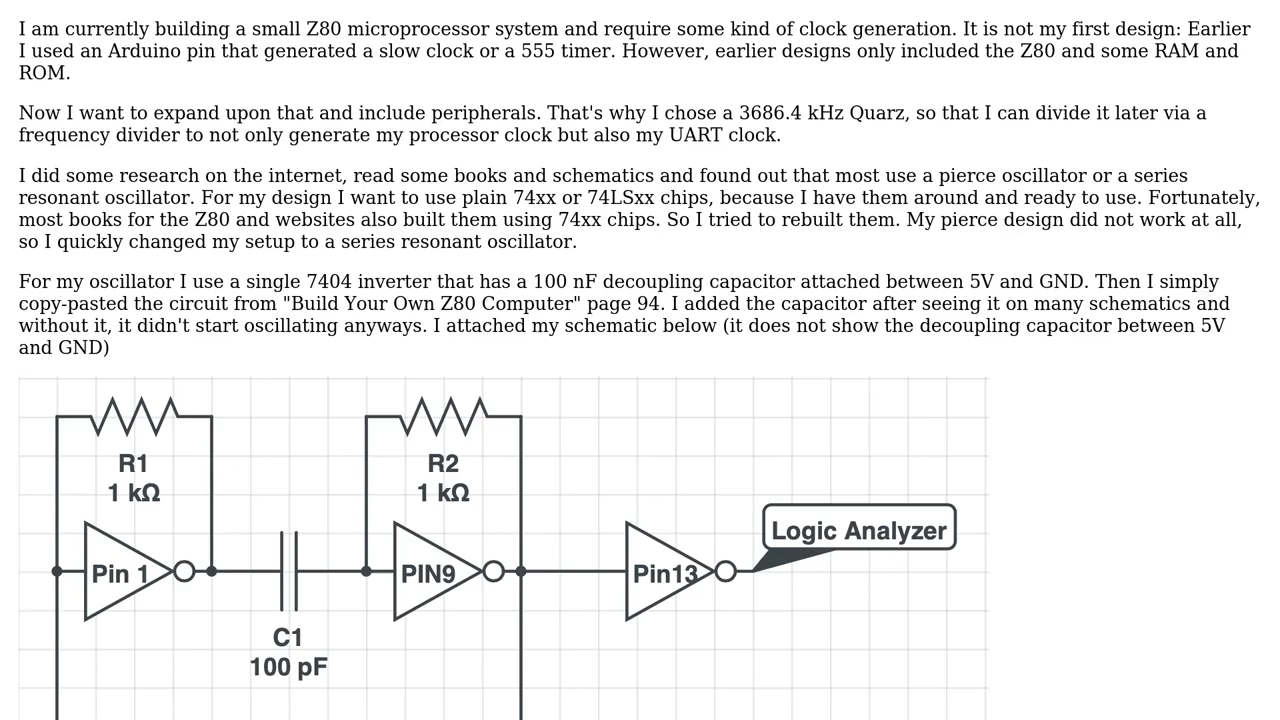 I am currently building a small Z80 microprocessor system and require some kind of clock generation. It is not my first design: Earlier
I used an Arduino pin that generated a slow clock or a 555 timer. However, earlier designs only included the Z80 and some RAM and
ROM.
Now I want to expand upon that and include peripherals. That's why I chose a 3686.4 kHz Quarz, so that I can divide it later via a
frequency divider to not only generate my processor clock but also my UART clock.
I did some research on the internet, read some books and schematics and found out that most use a pierce oscillator or a series
resonant oscillator. For my design I want to use plain 74xx or 74LSxx chips, because I have them around and ready to use. Fortunately,
most books for the Z80 and websites also built them using 74xx chips. So I tried to rebuilt them. My pierce design did not work at all,
so I quickly changed my setup to a series resonant oscillator.
For my oscillator I use a single 7404 inverter that has a 100 nF decoupling capacitor attached between 5V and GND. Then I simply
copy-pasted the circuit from "Build Your Own Z80 Computer" page 94. I added the capacitor after seeing it on many schematics and
without it, it didn't start oscillating anyways. I attached my schematic below (it does not show the decoupling capacitor between 5V
and GND)
R1
1 kΩ
R2
1 kΩ
Logic Analyzer
Pin 1
PIN9
Pin13
C1
100 pF